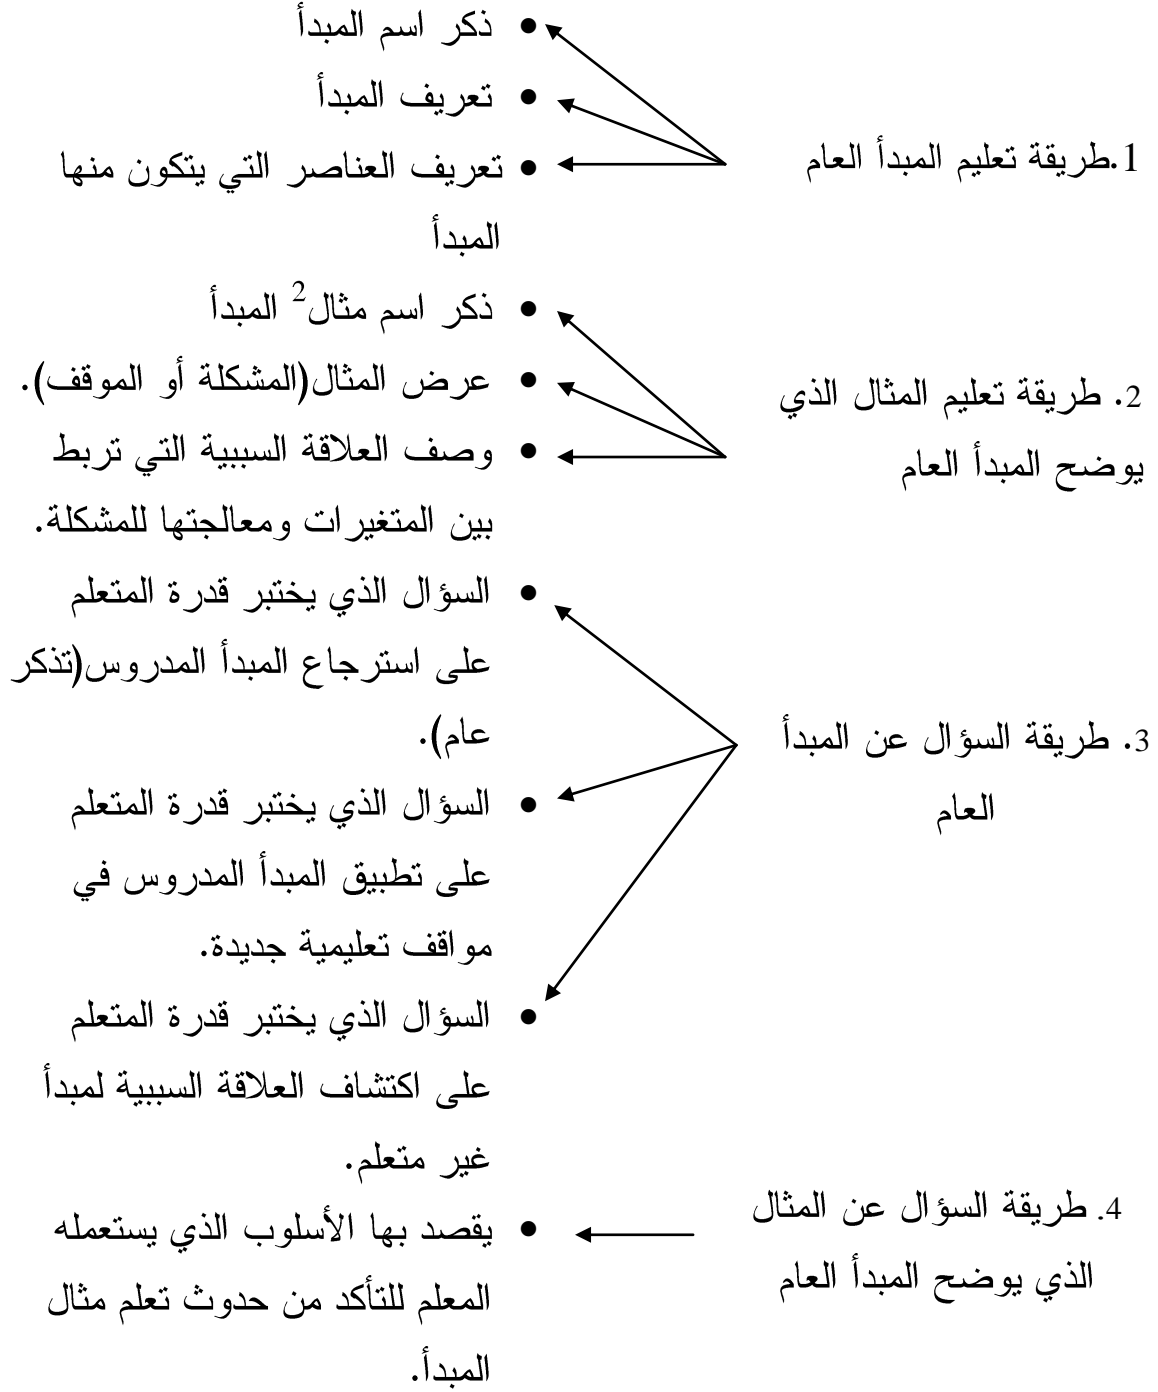 1.طريقة تعليم المبدأ العام
• ذكر اسم المبدأ
• تعريف المبدأ
• تعريف العناصر التي يتكون منها
المبدأ
2. طريقة تعليم المثال الذي
يوضح المبدأ العام
• ذكر اسم مثال2 المبدأ
• عرض المثال(المشكلة أو الموقف).
• وصف العلاقة السببية التي تربط
بين المتغيرات ومعالجتها للمشكلة.
3. طريقة السؤال عن المبدأ
العام
• السؤال الذي يختبر قدرة المتعلم
على استرجاع المبدأ المدروس(تذكر
عام).
• السؤال الذي يختبر قدرة المتعلم
على تطبيق المبدأ المدروس في
مواقف تعليمية جديدة.
• السؤال الذي يختبر قدرة المتعلم
على اكتشاف العلاقة السببية لمبدأ
غير متعلم.
4. طريقة السؤال عن المثال
الذي يوضح المبدأ العام
• يقصد بها الأسلوب الذي يستعمله
المعلم للتأكد من حدوث تعلم مثال
المبدأ.